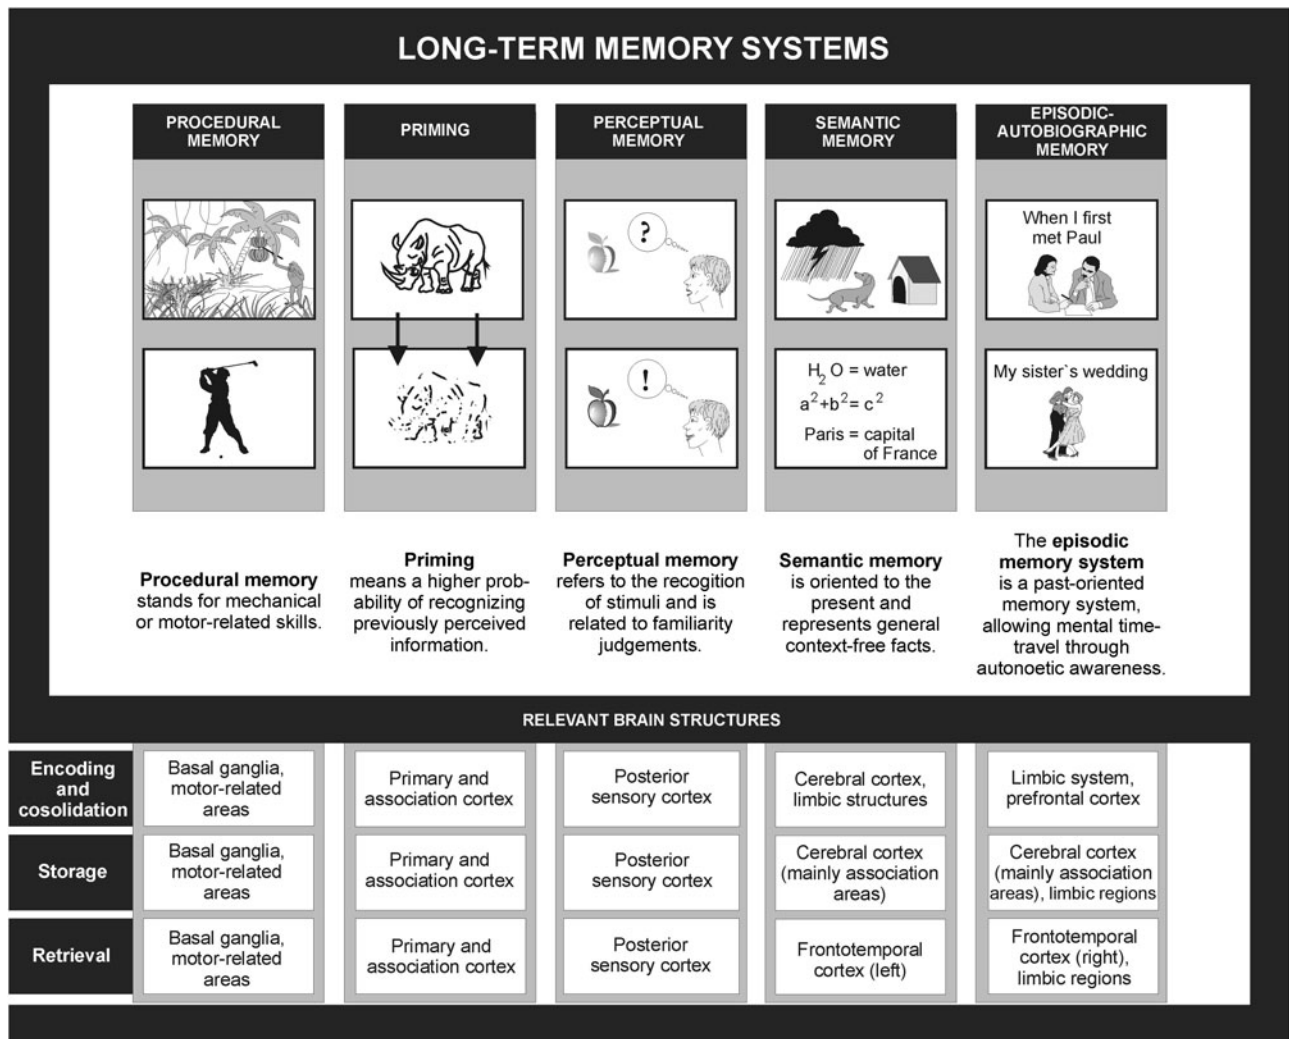 LONG-TERM MEMORY SYSTEMS
PROCEDURAL
MEMORY
PRIMING
PERCEPTUAL
MEMORY
SEMANTIC
MEMORY
EPISODIC-
AUTOBIOGRAPHIC
MEMORY
?
When I first
met Paul
!
H2O = water
a²+b²= c²
Paris = capital
of France
My sister`s wedding
Procedural memory
stands for mechanical
or motor-related skills.
Priming
means a higher prob-
ability of recognizing
previously perceived
information.
Perceptual memory
refers to the recogition
of stimuli and is
related to familiarity
judgements.
Semantic memory
is oriented to the
present and
represents general
context-free facts.
The episodic
memory system
is a past-oriented
memory system,
allowing mental time-
travel through
autonoetic awareness.
RELEVANT BRAIN STRUCTURES
Encoding
and
cosolidation
Basal ganglia,
motor-related
areas
Primary and
association cortex
Posterior
sensory cortex
Cerebral cortex,
limbic structures
Limbic system,
prefrontal cortex
Storage
Basal ganglia,
motor-related
areas
Primary and
association cortex
Posterior
sensory cortex
Cerebral cortex
(mainly association
areas)
Cerebral cortex
(mainly association
areas), limbic regions
Retrieval
Basal ganglia,
motor-related
areas
Primary and
association cortex
Posterior
sensory cortex
Frontotemporal
cortex (left)
Frontotemporal
cortex (right),
limbic regions